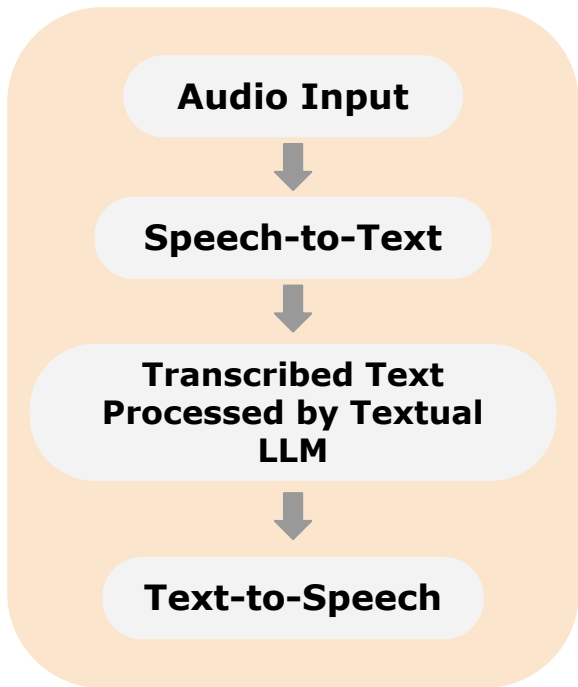 Audio Input
Speech-to-Text
Transcribed Text
Processed by Textual
LLM
Text-to-Speech